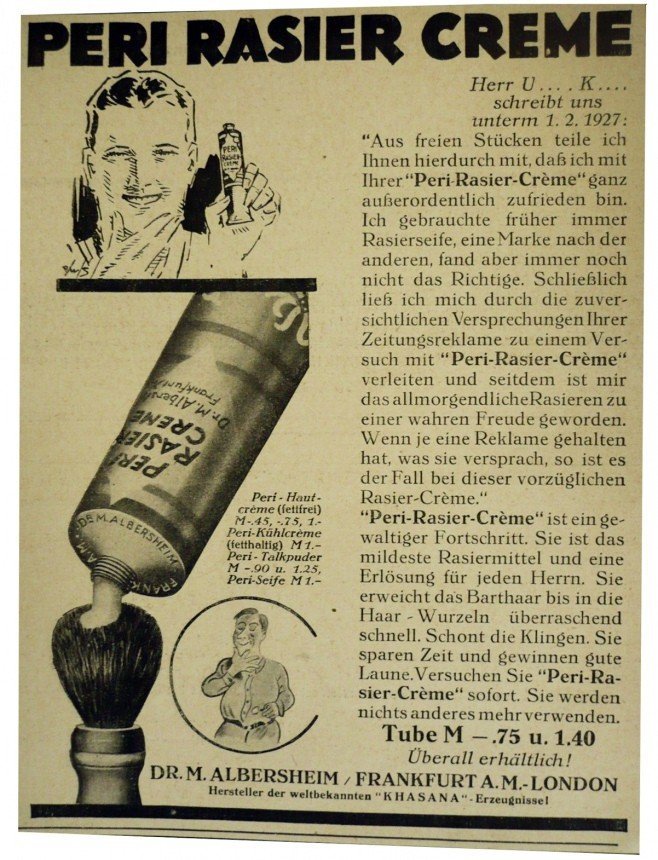 PERI RASIER CREME
PERI
RASIER
CREME
Herr U.... K....
schreibt uns
unterm 1. 2. 1927:
"Aus freien Stücken teile ich
Ihnen hierdurch mit, daß ich mit
Ihrer "Peri-Rasier-Crème" ganz
außerordentlich zufrieden bin.
Ich gebrauchte früher immer
Rasierseife, eine Marke nach der
anderen, fand aber immer noch
nicht das Richtige. Schließlich
ließ ich mich durch die zuver-
sichtlichen Versprechungen Ihrer
Zeitungsreklame zu einem Ver-
such mit "Peri-Rasier-Crème"
verleiten und seitdem ist mir
das allmorgendliche Rasieren zu
einer wahren Freude geworden.
Wenn je eine Reklame gehalten
hat, was sie versprach, so ist es
der Fall bei dieser vorzüglichen
Rasier-Crème."
"Peri-Rasier-Crème" ist ein ge-
waltiger Fortschritt. Sie ist das
mildeste Rasiermittel und eine
Erlösung für jeden Herrn. Sie
erweicht das Barthaar bis in die
Haar-Wurzeln überraschend
schnell. Schont die Klingen. Sie
sparen Zeit und gewinnen gute
Laune. Versuchen Sie "Peri-Ra-
sier-Crème" sofort. Sie werden
nichts anderes mehr verwenden.
Tube M —.75 u. 1.40
Überall erhältlich!
PERI
RASIER
CREME
Dr. M. Albersh
Frankfurt
DR. M. ALBERSHEIM
FRANK- A.M.
Peri-Haut-
crème (fettfrei)
M -.45, -.75, 1.-
Peri-Kühlcrème
(fetthaltig) M 1.-
Peri-Talkpuder
M -.90 u. 1.25,
Peri-Seife M 1.-
DR. M. ALBERSHEIM / FRANKFURT A. M.-LONDON
Hersteller der weltbekannten "KHASANA"-Erzeugnisse!